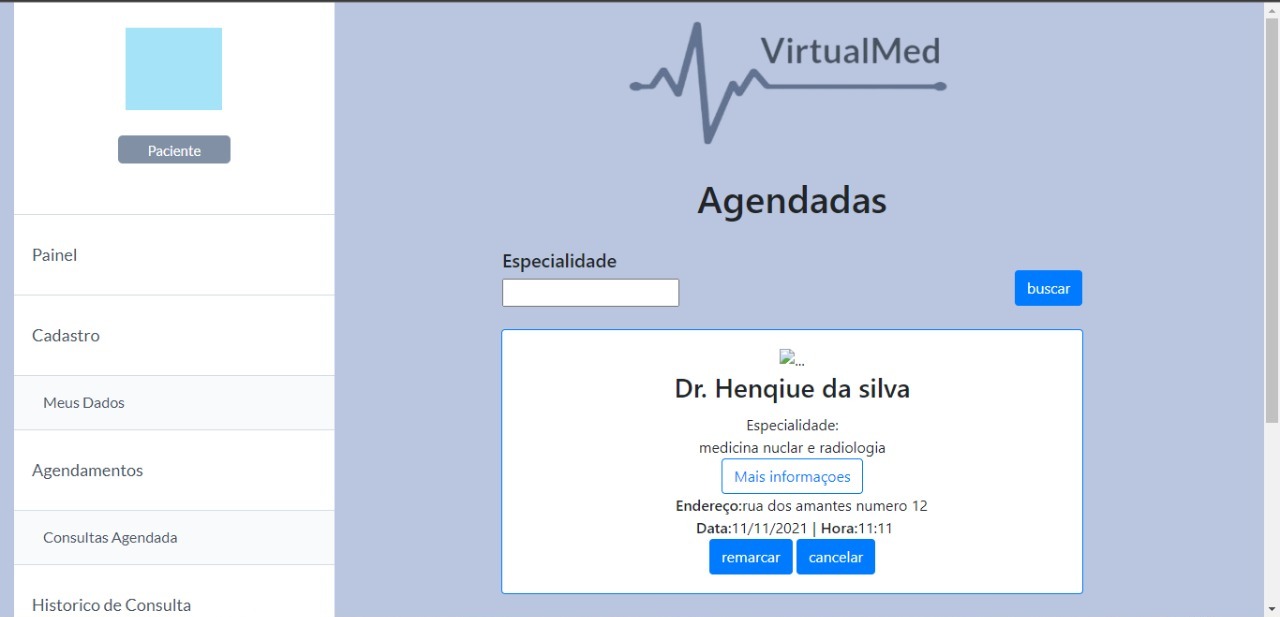 Paciente
Painel
Cadastro
Meus Dados
Agendamentos
Consultas Agendada
Historico de Consulta
VirtualMed
Agendadas
Especialidade
buscar
...
Dr. Henqiue da silva
Especialidade:
medicina nuclar e radiologia
Mais informaçoes
Endereço:rua dos amantes numero 12
Data:11/11/2021 | Hora:11:11
remarcar cancelar